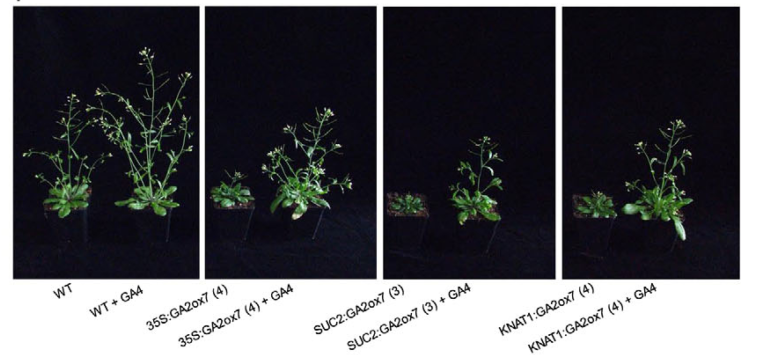 WT
WT + GA4
35S:GA2ox7 (4)
35S:GA2ox7 (4) + GA4
SUC2:GA2ox7 (3)
SUC2:GA2ox7 (3) + GA4
KNAT1:GA2ox7 (4)
KNAT1:GA2ox7 (4) + GA4